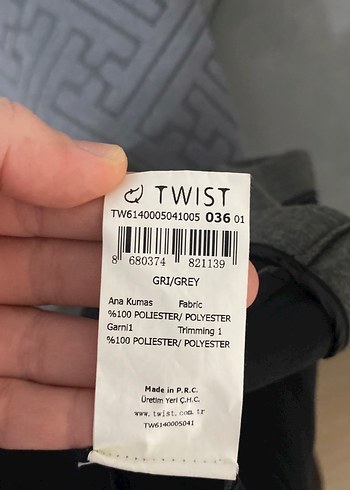 TWIST
TW6140005041005 036 01
8 680374 821139
GRI/GREY
Ana Kumas Fabric
%100 POLIESTER/ POLYESTER
Garni1 Trimming 1
%100 POLIESTER/ POLYESTER
Made in P.R.C.
Üretim Yeri Ç.H.C.
www.twist.com.tr
TW6140005041